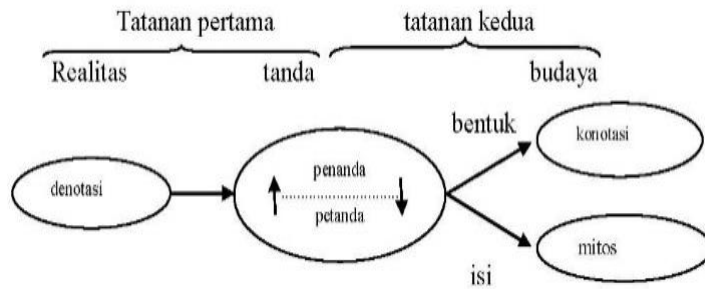 Tatanan pertama tatanan kedua
Realitas tanda budaya
bentuk konotasi
denotasi penanda
petanda
isi mitos